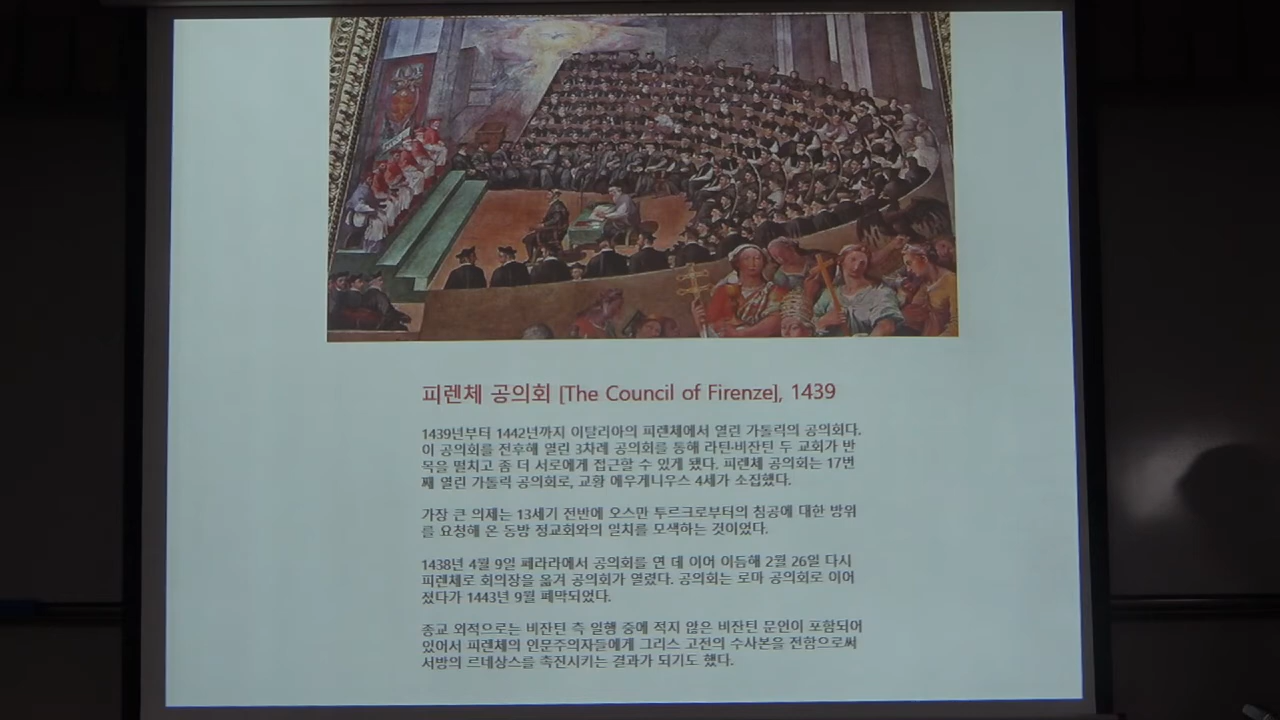 피렌체 공의회 [The Council of Firenze], 1439
1439년부터 1442년까지 이탈리아의 피렌체에서 열린 가톨릭의 공의회다.
이 공의회를 전후해 열린 3차례 공의회를 통해 라틴·비잔틴 두 교회가 반
목을 떨치고 좀 더 서로에게 접근할 수 있게 됐다. 피렌체 공의회는 17번
째 열린 가톨릭 공의회로, 교황 에우게니우스 4세가 소집했다.
가장 큰 의제는 13세기 전반에 오스만 투르크로부터의 침공에 대한 방위
를 요청해 온 동방 정교회와의 일치를 모색하는 것이었다.
1438년 4월 9일 페라라에서 공의회를 연 데 이어 이듬해 2월 26일 다시
피렌체로 회의장을 옮겨 공의회가 열렸다. 공의회는 로마 공의회로 이어
졌다가 1443년 9월 폐막되었다.
종교 외적으로는 비잔틴 측 일행 중에 적지 않은 비잔틴 문인이 포함되어
있어서 피렌체의 인문주의자들에게 그리스 고전의 수사본을 전함으로써
서방의 르네상스를 촉진시키는 결과가 되기도 했다.